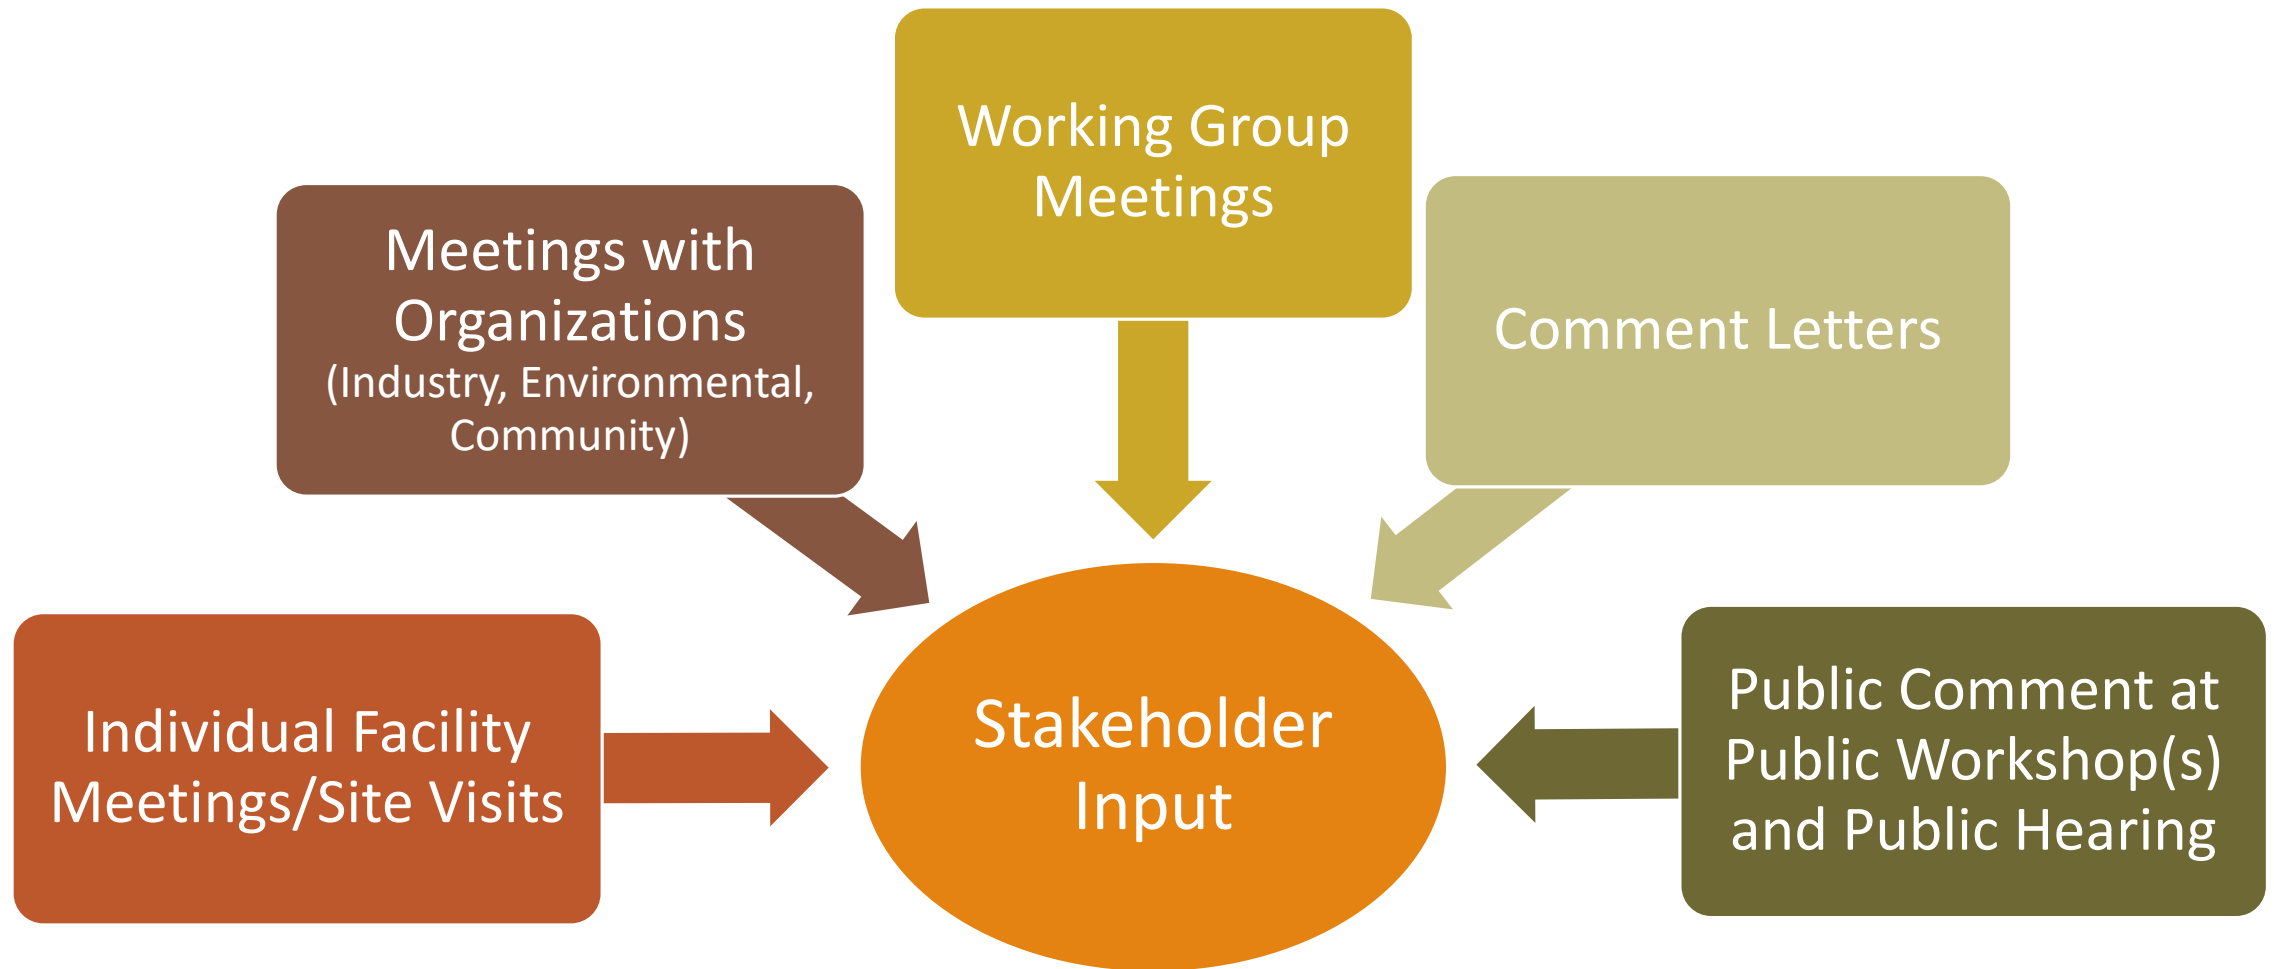 Working Group
Meetings
Meetings with
Organizations
(Industry, Environmental,
Community)
Comment Letters
Individual Facility
Meetings/Site Visits
Stakeholder
Input
Public Comment at
Public Workshop(s)
and Public Hearing